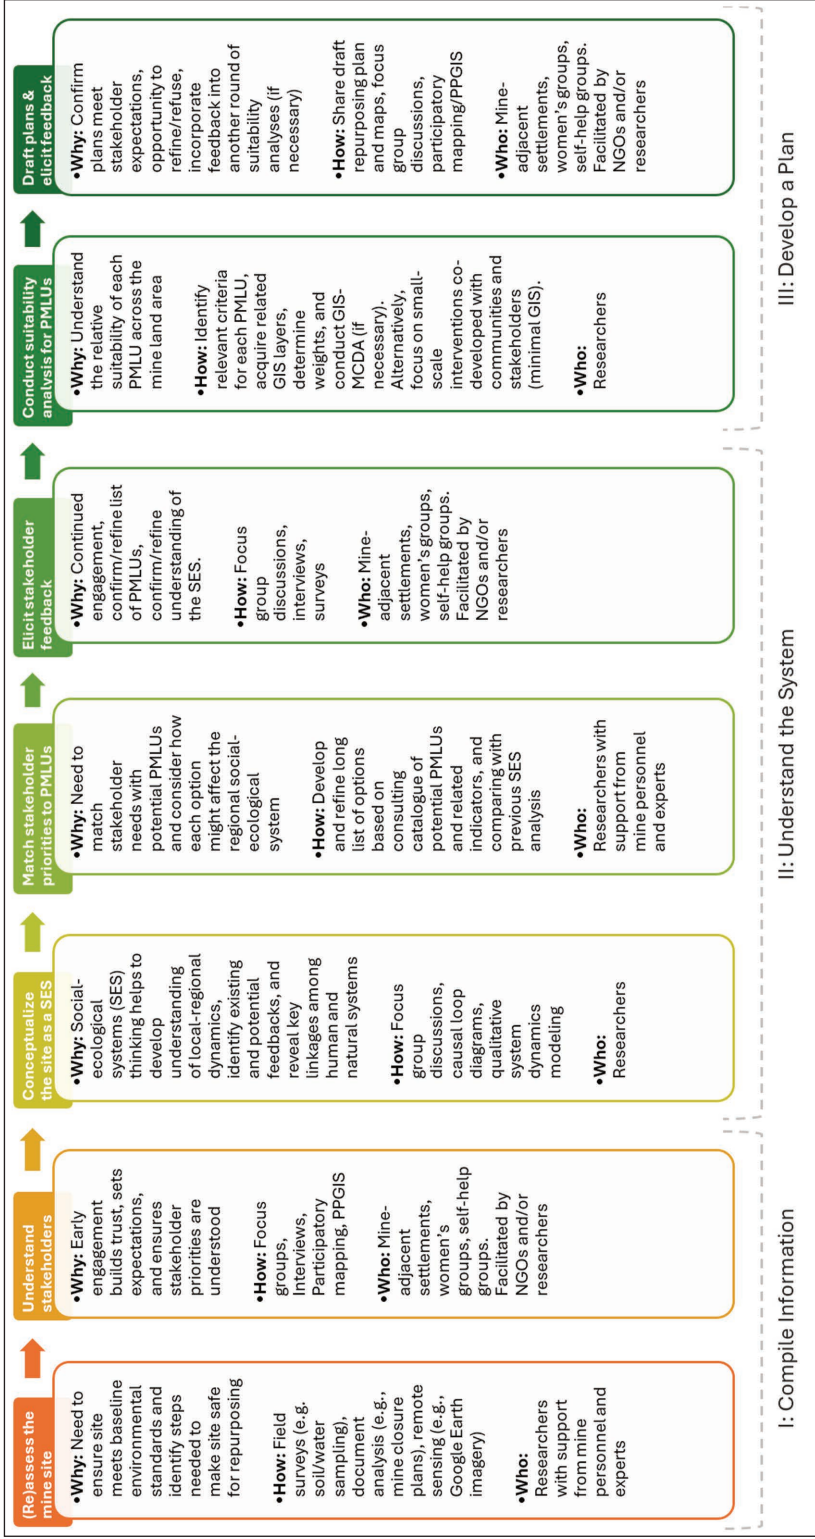 (Re)assess the
mine site
•Why: Need to
ensure site
meets baseline
environmental
standards and
identify steps
needed to
make site safe
for repurposing
•How: Field
surveys (e.g.
soil/water
sampling),
document
analysis (e.g.,
mine closure
plans), remote
sensing (e.g.,
Google Earth
imagery)
•Who:
Researchers
with support
from mine
personnel and
experts
Understand
stakeholders
•Why: Early
engagement
builds trust, sets
expectations,
and ensures
stakeholder
priorities are
understood
•How: Focus
groups,
Interviews,
Participatory
mapping, PPGIS
•Who: Mine-
adjacent
settlements,
women's
groups, self-help
groups.
Facilitated by
NGOs and/or
researchers
Conceptualize
the site as a SES
•Why: Social-
ecological
systems (SES)
thinking helps to
develop
understanding
of local-regional
dynamics,
identify existing
and potential
feedbacks, and
reveal key
linkages among
human and
natural systems
•How: Focus
group
discussions,
causal loop
diagrams,
qualitative
system
dynamics
modeling
•Who:
Researchers
Match stakeholder
priorities to PMLUs
•Why: Need to
match
stakeholder
needs with
potential PMLUs
and consider how
each option
might affect the
regional social-
ecological
system
•How: Develop
and refine long
list of options
based on
consulting
catalogue of
potential PMLUs
and related
indicators, and
comparing with
previous SES
analysis
•Who:
Researchers with
support from
mine personnel
and experts
Elicit stakeholder
feedback
•Why: Continued
engagement,
confirm/refine list
of PMLUs,
confirm/refine
understanding of
the SES.
•How: Focus
group
discussions,
interviews,
surveys
•Who: Mine-
adjacent
settlements,
women's groups,
self-help groups.
Facilitated by
NGOs and/or
researchers
Conduct suitability
analysis for PMLUs
•Why: Understand
the relative
suitability of each
PMLU across the
mine land area
•How: Identify
relevant criteria
for each PMLU,
acquire related
GIS layers,
determine
weights, and
conduct GIS-
MCDA (if
necessary).
Alternatively,
focus on small-
scale
interventions co-
developed with
communities and
stakeholders
(minimal GIS).
•Who:
Researchers
Draft plans &
elicit feedback
•Why: Confirm
plans meet
stakeholder
expectations,
opportunity to
refine/refuse,
incorporate
feedback into
another round of
suitability
analyses (if
necessary)
•How: Share draft
repurposing plan
and maps, focus
group
discussions,
participatory
mapping/PPGIS
•Who: Mine-
adjacent
settlements,
women's groups,
self-help groups.
Facilitated by
NGOs and/or
researchers
I: Compile Information
II: Understand the System
III: Develop a Plan